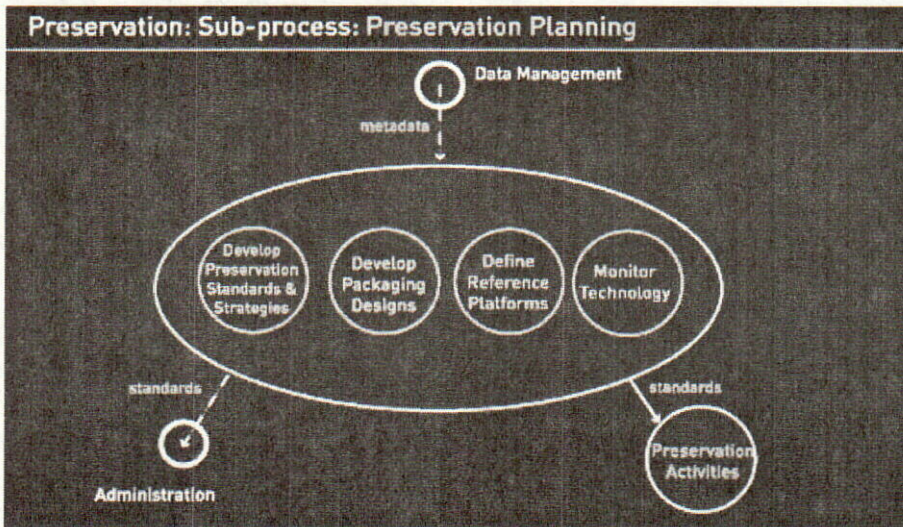 Preservation: Sub-process: Preservation Planning
Data Management
metadata
Develop
Preservation
Standards &
Strategies
Develop
Packaging
Designs
Define
Reference
Platforms
Monitor
Technology
standards
standards
Preservation
Activities
Administration